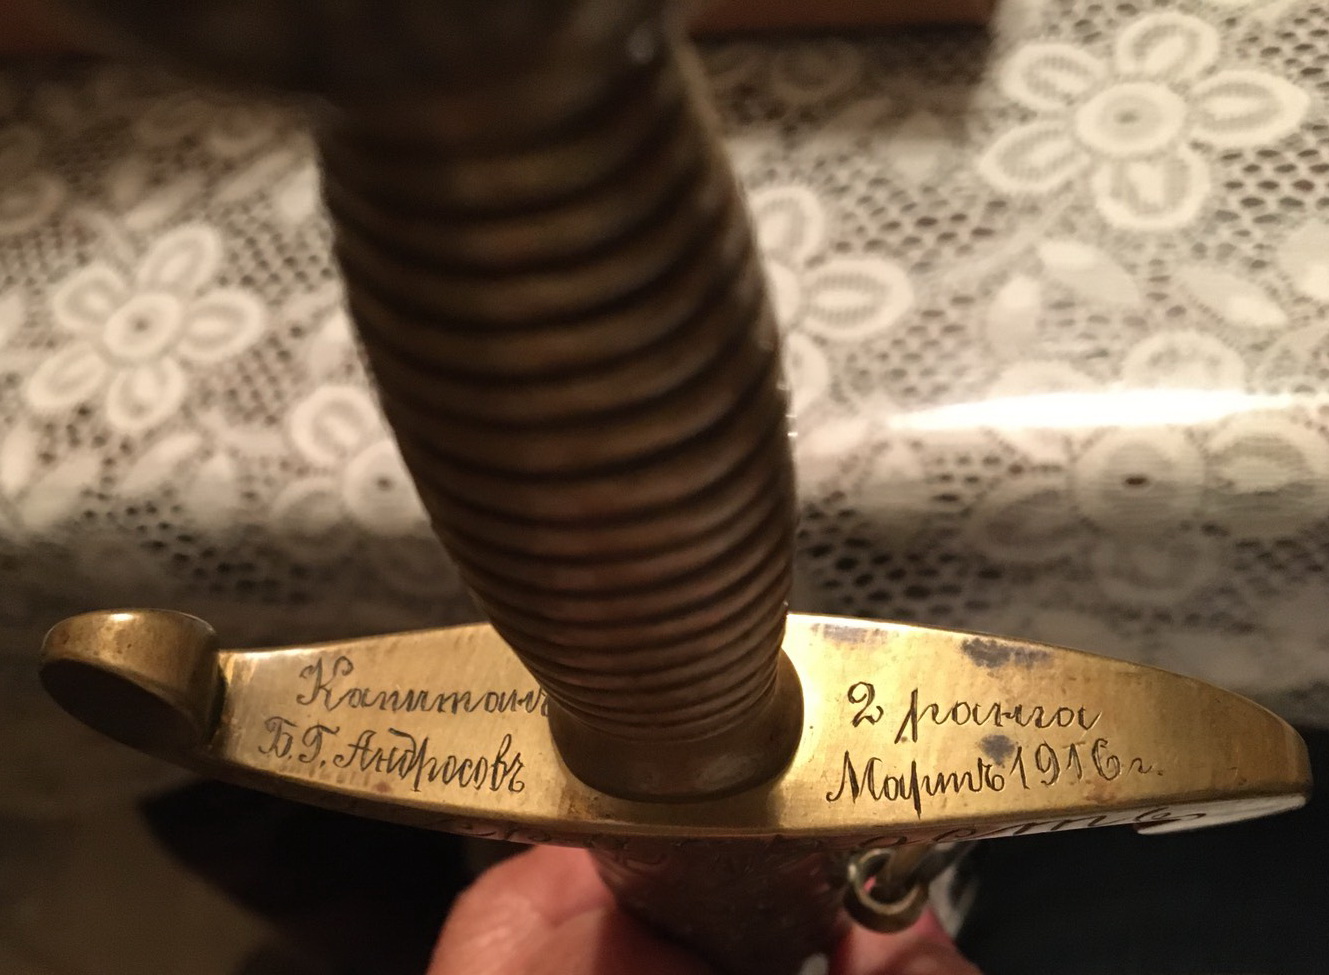 Капитанъ 2 ранга
Б.Г. Андросовъ Мартъ 1916 г.